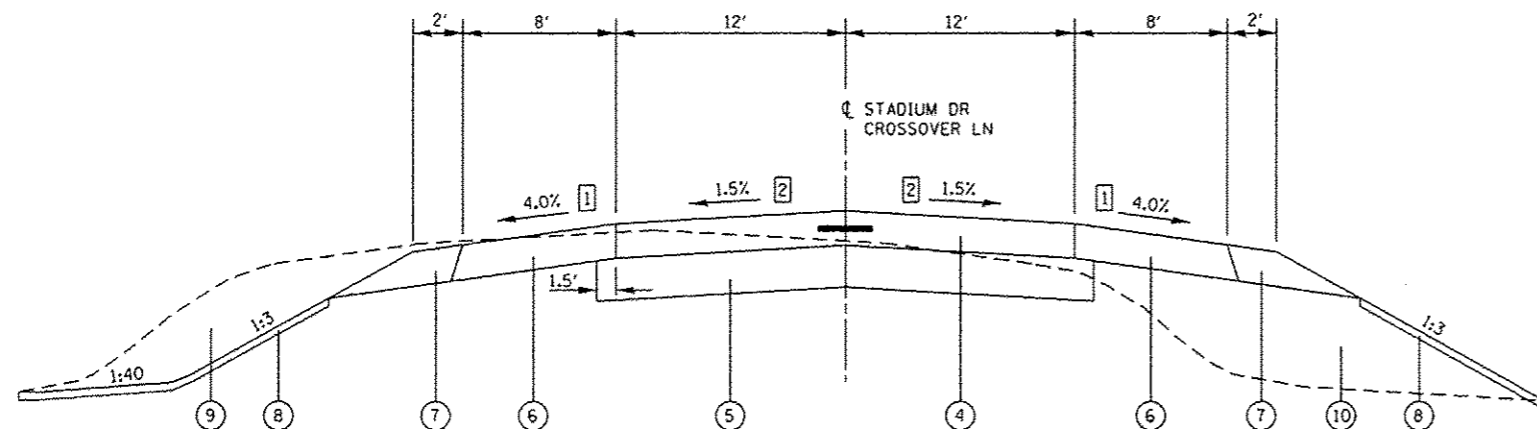 2' 8' 12' 12' 8' 2'
℄ STADIUM DR
CROSSOVER LN
4.0% 1 1.5% 2 2 1.5% 1 4.0%
1.5'
1:3 1:3
1:40
9 8 7 6 5 4 6 7 10 8